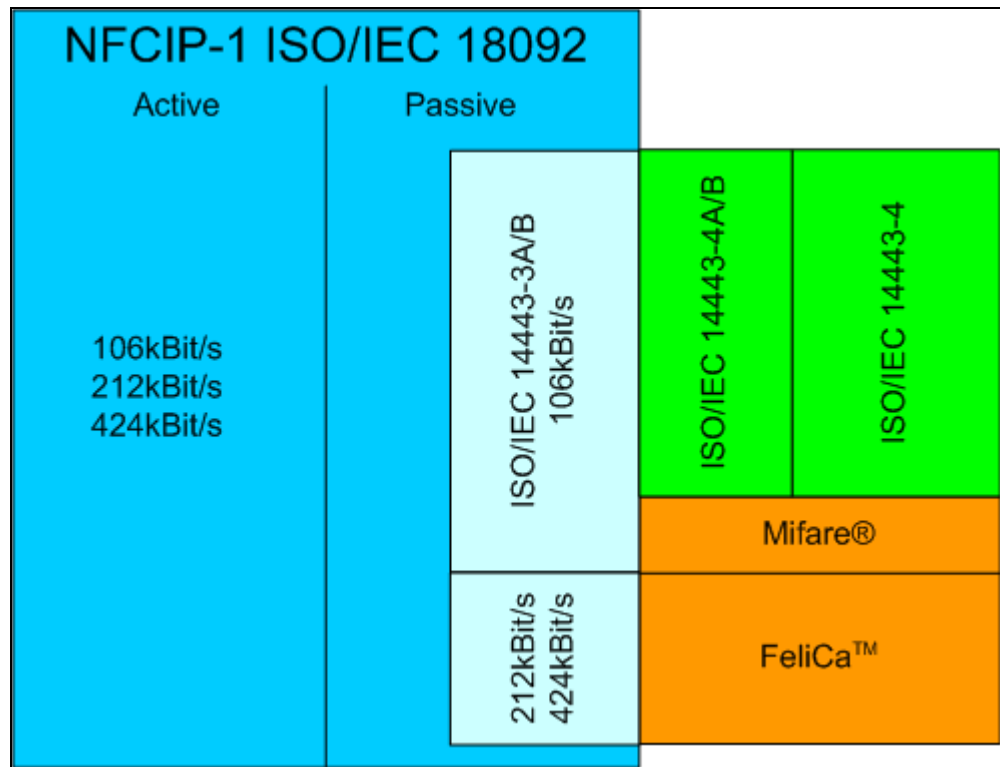 NFCIP-1 ISO/IEC 18092
Active
Passive
106kBit/s
212kBit/s
424kBit/s
ISO/IEC 14443-3A/B
106kBit/s
ISO/IEC 14443-4A/B
ISO/IEC 14443-4
Mifare®
212kBit/s
424kBit/s
FeliCa™